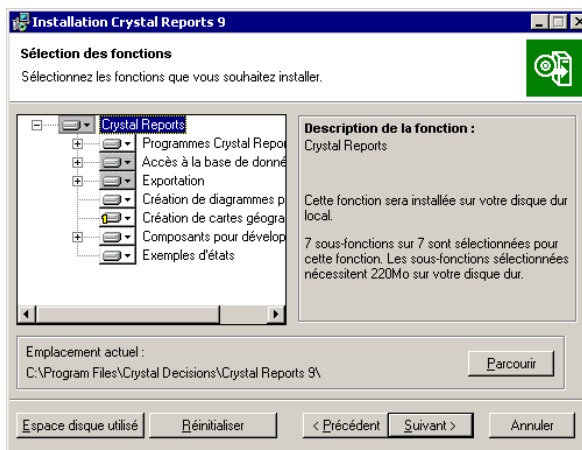 Installation Crystal Reports 9
Sélection des fonctions
Sélectionnez les fonctions que vous souhaitez installer.
Crystal Reports
Programmes Crystal Repor
Accès à la base de donné
Exportation
Création de diagrammes p
Création de cartes géogra
Composants pour dévelop
Exemples d'états
Description de la fonction :
Crystal Reports
Cette fonction sera installée sur votre disque dur
local.
7 sous-fonctions sur 7 sont sélectionnées pour
cette fonction. Les sous-fonctions sélectionnées
nécessitent 220Mo sur votre disque dur.
Emplacement actuel :
C:\Program Files\Crystal Decisions\Crystal Reports 9\
Parcourir
Espace disque utilisé
Réinitialiser
< Précédent
Suivant >
Annuler